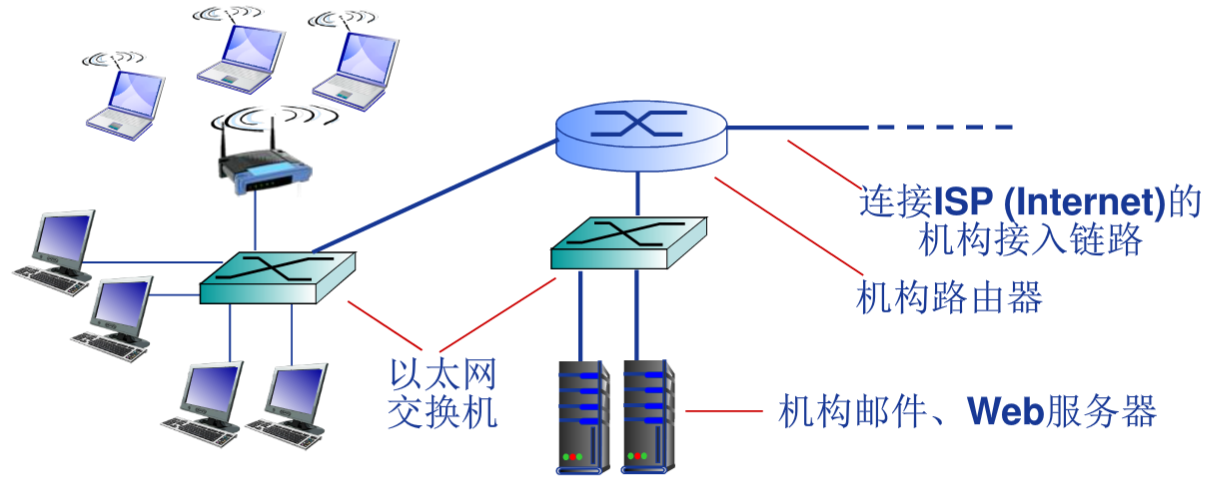 连接ISP (Internet)的
机构接入链路
机构路由器
以太网
交换机
机构邮件、Web服务器